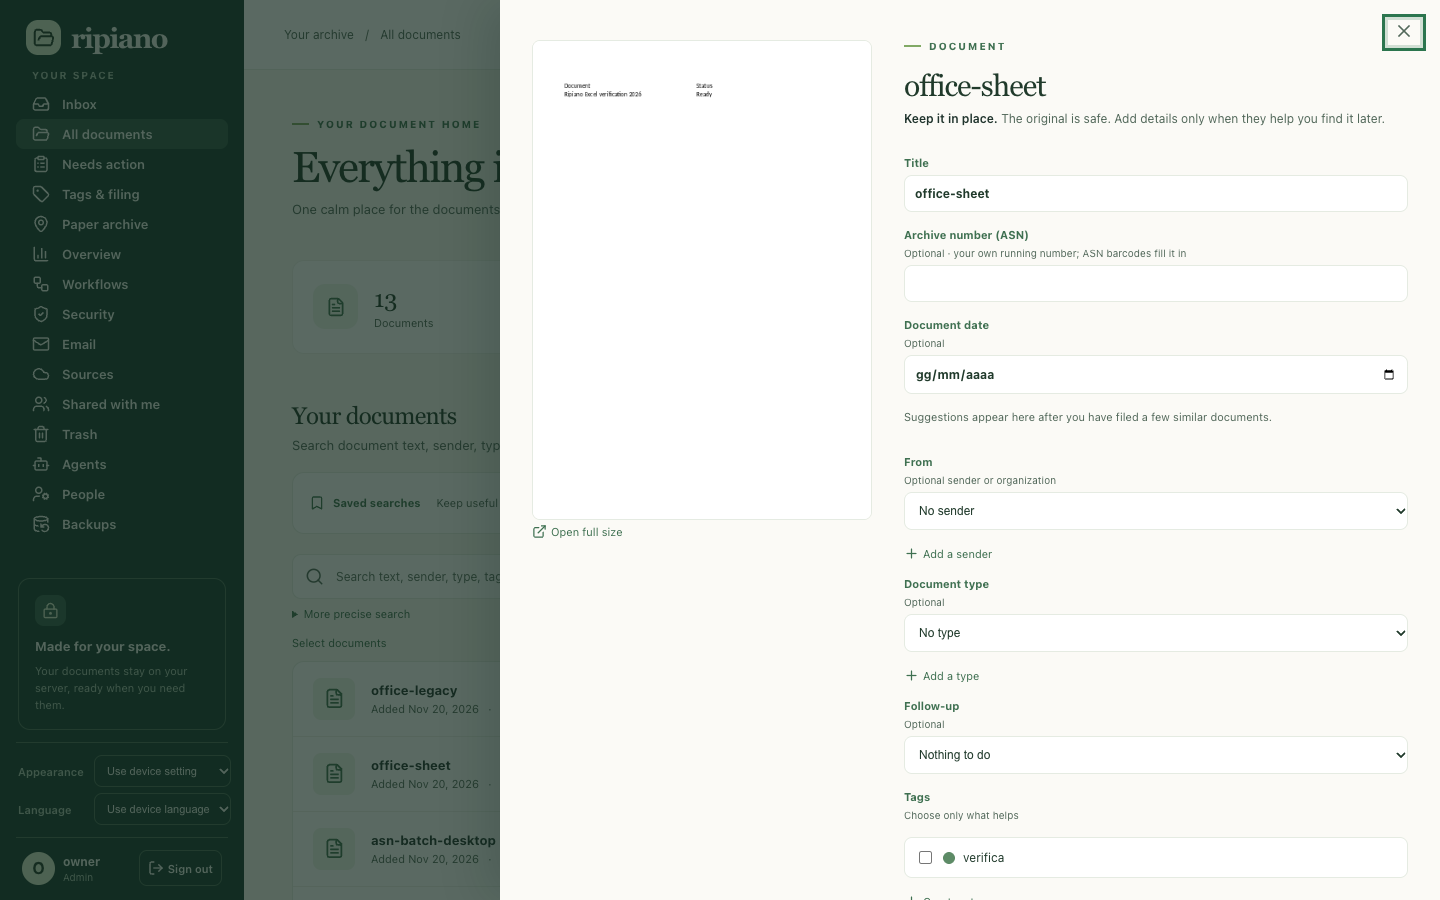 ripiano
YOUR SPACE
Inbox
All documents
Needs action
Tags & filing
Paper archive
Overview
Workflows
Security
Email
Sources
Shared with me
Trash
Agents
People
Backups
Made for your space.
Your documents stay on your
server, ready when you need
them.
Appearance
Use device setting
Language
Use device language
O
owner
Admin
Sign out
Your archive / All documents
YOUR DOCUMENT HOME
Everything i
One calm place for the documents
13
Documents
Your documents
Search document text, sender, typ
Saved searches Keep useful
Search text, sender, type, tag
More precise search
Select documents
office-legacy
Added Nov 20, 2026 ·
office-sheet
Added Nov 20, 2026 ·
asn-batch-desktop
Added Nov 20, 2026 ·
Document Status
Ripiano Excel verification 2026 Ready
Open full size
DOCUMENT
office-sheet
Keep it in place. The original is safe. Add details only when they help you find it later.
Title
office-sheet
Archive number (ASN)
Optional · your own running number; ASN barcodes fill it in
Document date
Optional
gg/mm/aaaa
Suggestions appear here after you have filed a few similar documents.
From
Optional sender or organization
No sender
Add a sender
Document type
Optional
No type
Add a type
Follow-up
Optional
Nothing to do
Tags
Choose only what helps
verifica